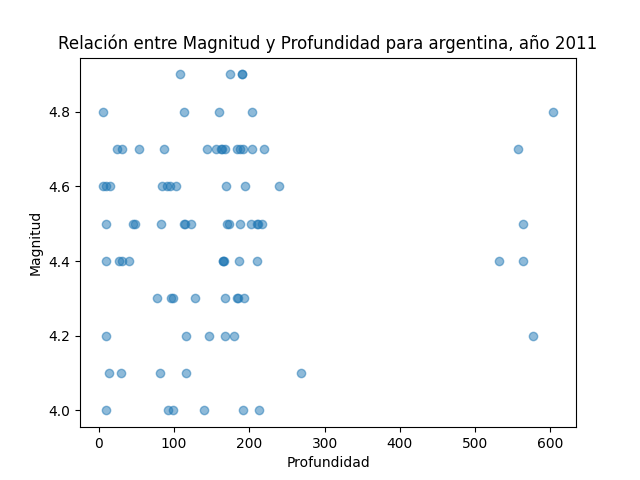 Relación entre Magnitud y Profundidad para argentina, año 2011
Magnitud
4.8
4.6
4.4
4.2
4.0
0 100 200 300 400 500 600
Profundidad